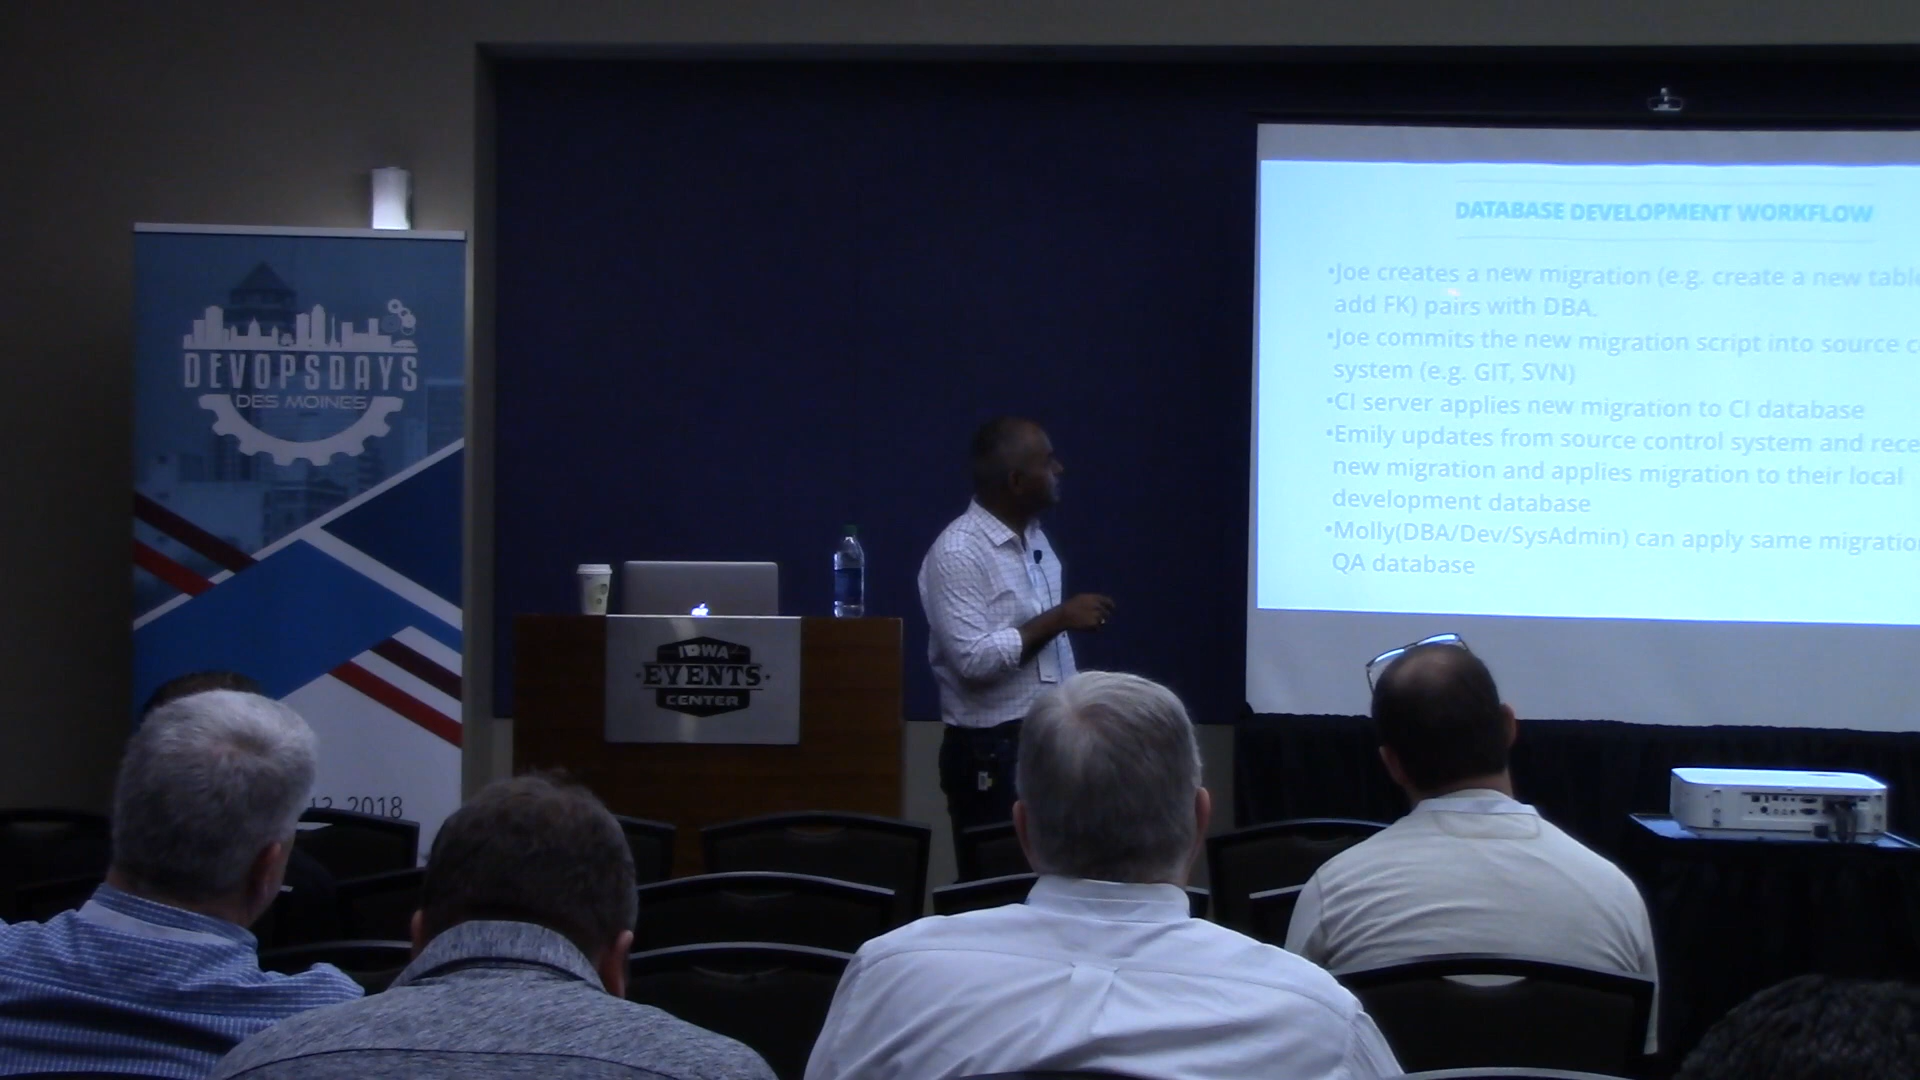 DEVOPSDAYS
DES MOINES
2018
IOWA
EVENTS
CENTER
DATABASE DEVELOPMENT WORKFLOW
•Joe creates a new migration (e.g. create a new table
add FK) pairs with DBA.
•Joe commits the new migration script into source
system (e.g. GIT, SVN)
•CI server applies new migration to CI database
•Emily updates from source control system and
new migration and applies migration to their local
development database
•Molly(DBA/Dev/SysAdmin) can apply same
QA database